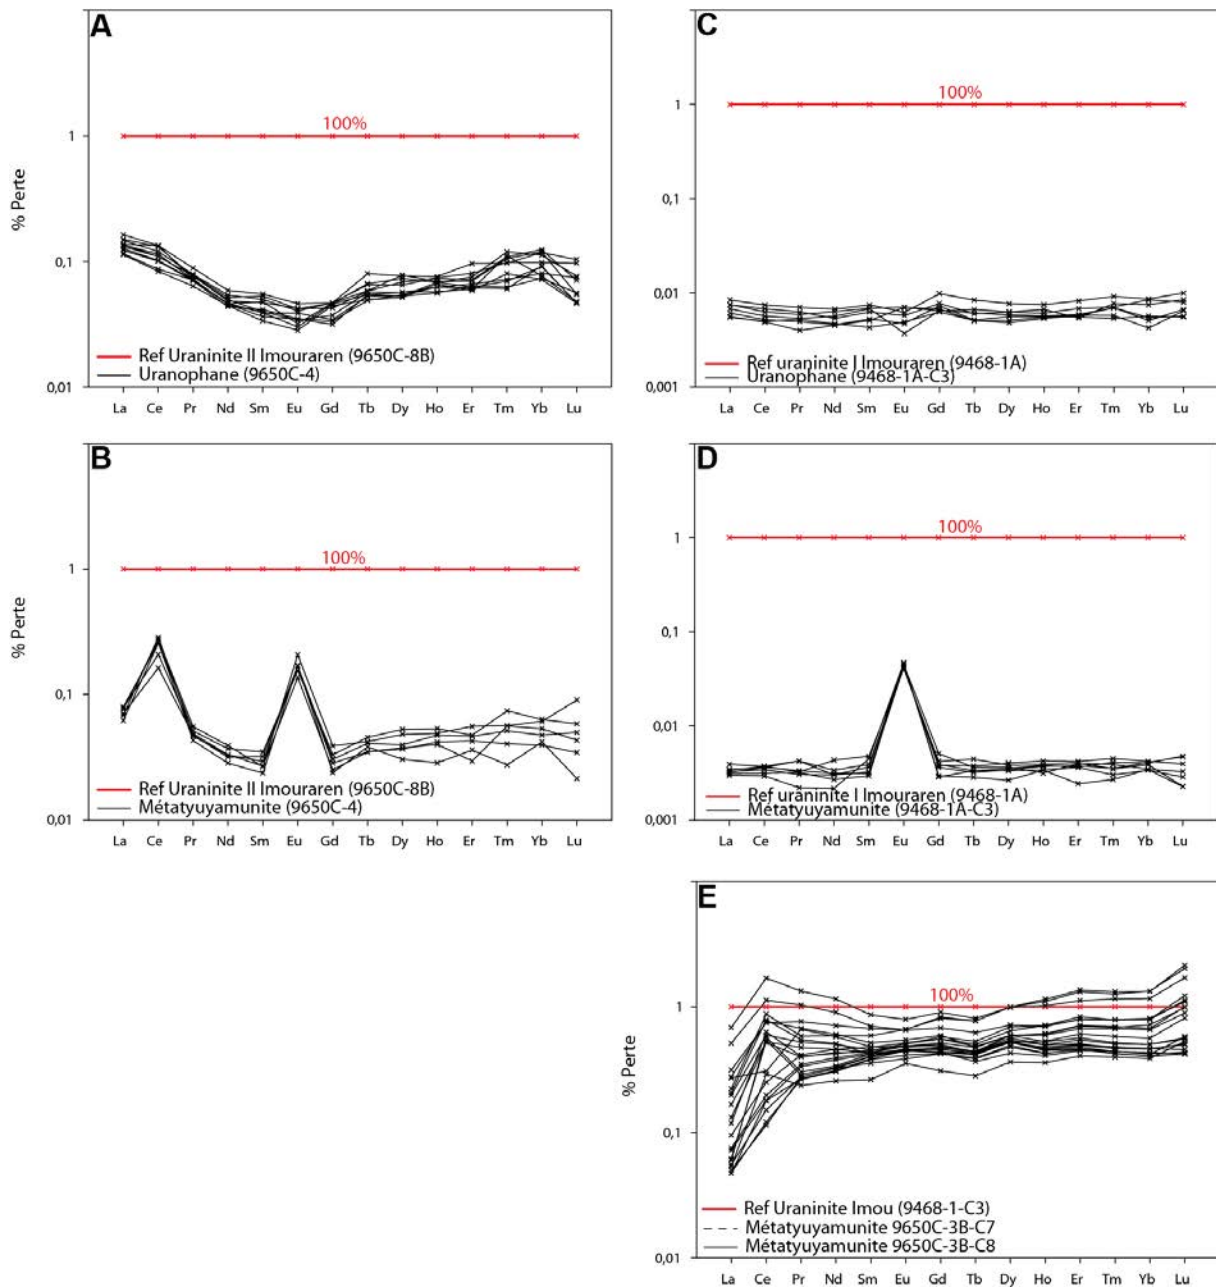 A
% Perte
1
0,1
0,01
100%
Ref Uraninite II Imouraren (9650C-8B)
Uranophane (9650C-4)
La Ce Pr Nd Sm Eu Gd Tb Dy Ho Er Tm Yb Lu
C
1
0,1
0,01
0,001
100%
Ref uraninite I Imouraren (9468-1A)
Uranophane (9468-1A-C3)
La Ce Pr Nd Sm Eu Gd Tb Dy Ho Er Tm Yb Lu
B
% Perte
1
0,1
0,01
100%
Ref Uraninite II Imouraren (9650C-8B)
Métatyuyamunite (9650C-4)
La Ce Pr Nd Sm Eu Gd Tb Dy Ho Er Tm Yb Lu
D
1
0,1
0,01
0,001
100%
Ref uraninite I Imouraren (9468-1A)
Métatyuyamunite (9468-1A-C3)
La Ce Pr Nd Sm Eu Gd Tb Dy Ho Er Tm Yb Lu
E
% Perte
1
0,1
0,01
100%
Ref Uraninite Imou (9468-1-C3)
Métatyuyamunite 9650C-3B-C7
Métatyuyamunite 9650C-3B-C8
La Ce Pr Nd Sm Eu Gd Tb Dy Ho Er Tm Yb Lu